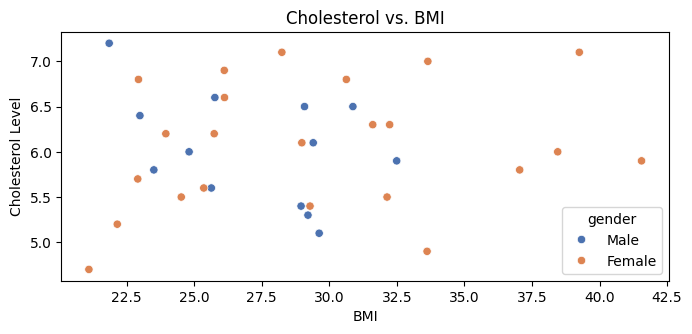 Cholesterol vs. BMI
Cholesterol Level
7.0
6.5
6.0
5.5
5.0
gender
Male
Female
22.5 25.0 27.5 30.0 32.5 35.0 37.5 40.0 42.5
BMI